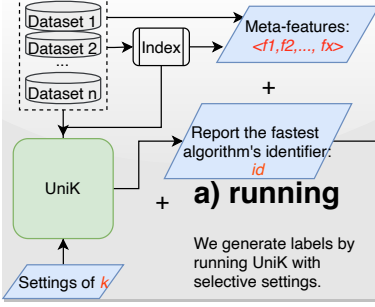 Dataset 1
Dataset 2
...
Dataset n
Index
Meta-features:
<f1,f2,..., fx>
+
Report the fastest
algorithm's identifier:
id
UniK
+
a) running
We generate labels by
running UniK with
selective settings.
Settings of k